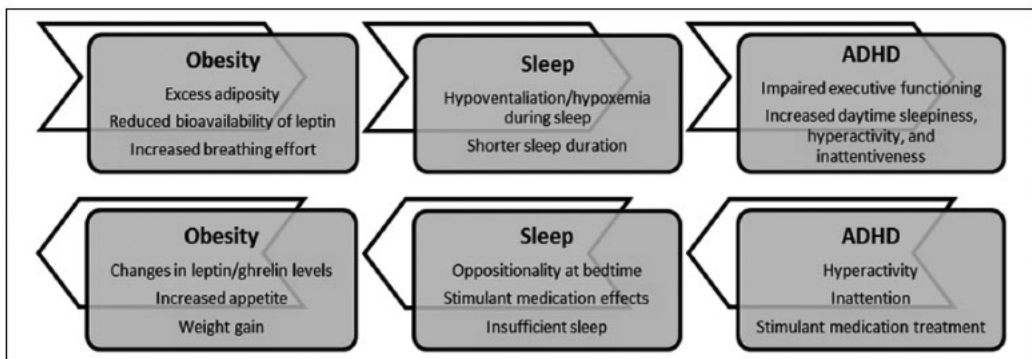 Obesity
Excess adiposity
Reduced bioavailability of leptin
Increased breathing effort
Sleep
Hypoventaliation/hypoxemia
during sleep
Shorter sleep duration
ADHD
Impaired executive functioning
Increased daytime sleepiness,
hyperactivity, and
inattentiveness
Obesity
Changes in leptin/ghrelin levels
Increased appetite
Weight gain
Sleep
Oppositionality at bedtime
Stimulant medication effects
Insufficient sleep
ADHD
Hyperactivity
Inattention
Stimulant medication treatment